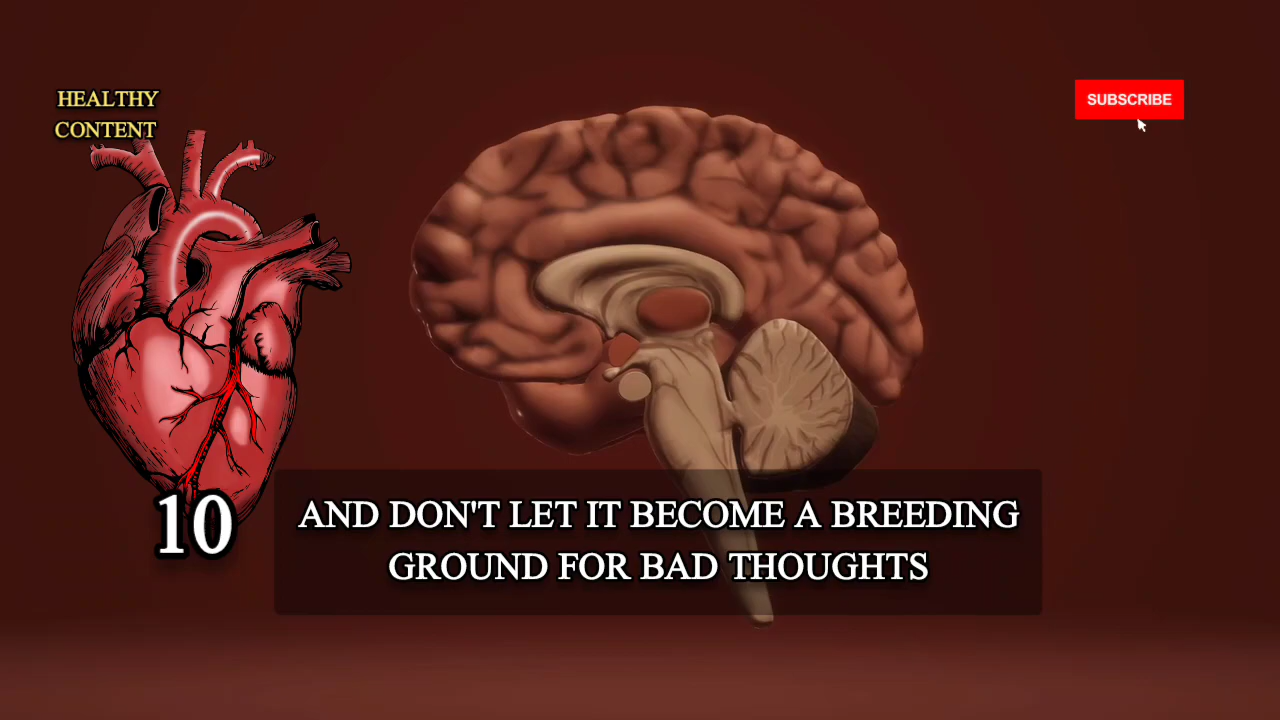 HEALTHY
CONTENT
SUBSCRIBE
10
AND DON'T LET IT BECOME A BREEDING
GROUND FOR BAD THOUGHTS